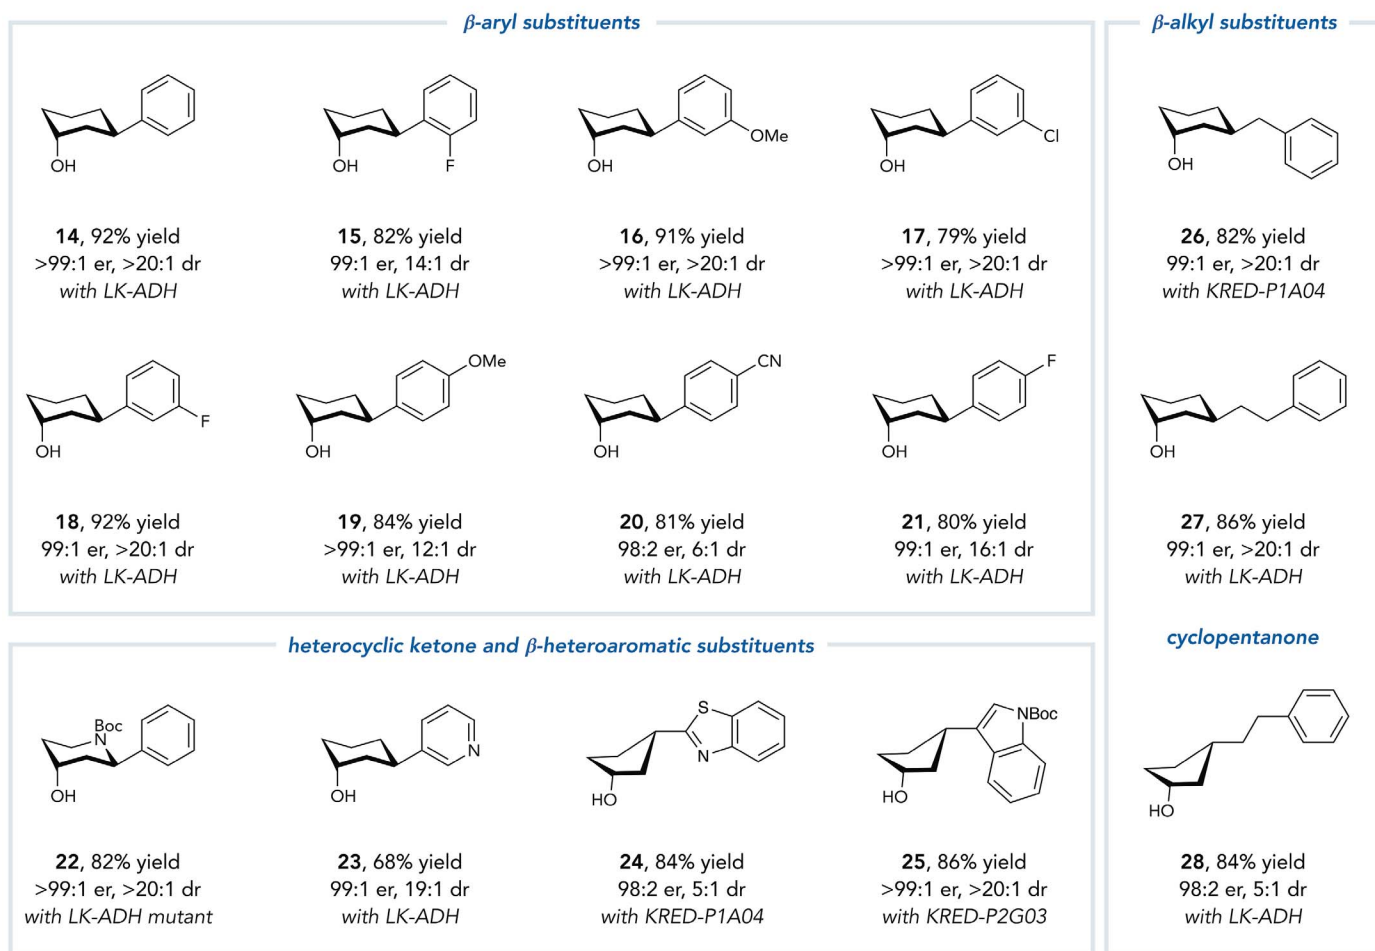 β-aryl substituents
OH
14, 92% yield
>99:1 er, >20:1 dr
with LK-ADH
F
OH
15, 82% yield
99:1 er, 14:1 dr
with LK-ADH
OMe
OH
16, 91% yield
>99:1 er, >20:1 dr
with LK-ADH
Cl
OH
17, 79% yield
>99:1 er, >20:1 dr
with LK-ADH
F
OH
18, 92% yield
99:1 er, >20:1 dr
with LK-ADH
OMe
OH
19, 84% yield
>99:1 er, 12:1 dr
with LK-ADH
CN
OH
20, 81% yield
98:2 er, 6:1 dr
with LK-ADH
F
OH
21, 80% yield
99:1 er, 16:1 dr
with LK-ADH
β-alkyl substituents
OH
26, 82% yield
99:1 er, >20:1 dr
with KRED-P1A04
OH
27, 86% yield
99:1 er, >20:1 dr
with LK-ADH
heterocyclic ketone and β-heteroaromatic substituents
Boc
N
OH
22, 82% yield
>99:1 er, >20:1 dr
with LK-ADH mutant
N
OH
23, 68% yield
99:1 er, 19:1 dr
with LK-ADH
S
N
HO
24, 84% yield
98:2 er, 5:1 dr
with KRED-P1A04
NBoc
HO
25, 86% yield
>99:1 er, >20:1 dr
with KRED-P2G03
cyclopentanone
HO
28, 84% yield
98:2 er, 5:1 dr
with LK-ADH